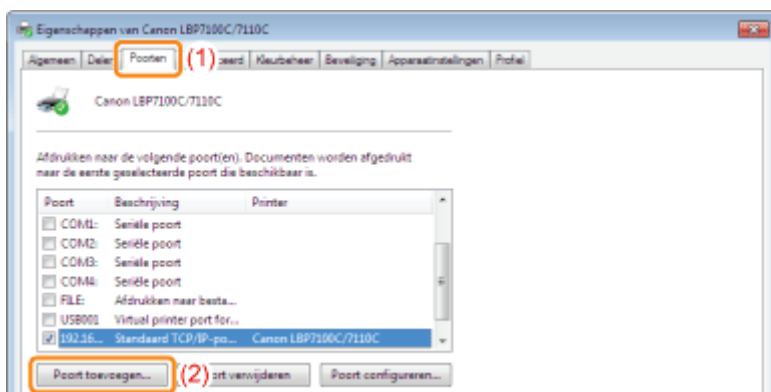 Eigenschappen van Canon LBP7100C/7110C
Algemeen Delen Poorten (1) ceerd Kleurbeheer Beveiliging Apparaatinstellingen Profiel
Canon LBP7100C/7110C
Afdrukken naar de volgende poort(en). Documenten worden afgedrukt
naar de eerste geselecteerde poort die beschikbaar is.
Poort Beschrijving Printer
COM1: Seriële poort
COM2: Seriële poort
COM3: Seriële poort
COM4: Seriële poort
FILE: Afdrukken naar besta...
USB001 Virtual printer port for...
192.16... Standaard TCP/IP-po... Canon LBP7100C/7110C
Poort toevoegen... (2) ort verwijderen Poort configureren...